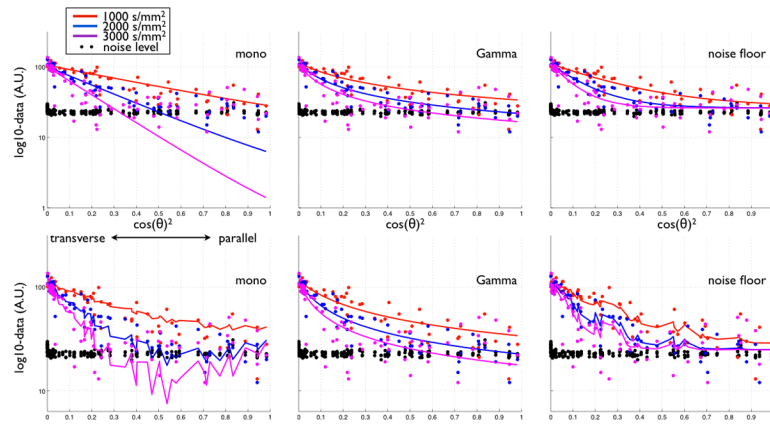 1000 s/mm²
2000 s/mm²
3000 s/mm²
noise level
mono
Gamma
noise floor
log10-data (A.U.)
100
10
1
0 0.1 0.2 0.3 0.4 0.5 0.6 0.7 0.8 0.9 1
0 0.1 0.2 0.3 0.4 0.5 0.6 0.7 0.8 0.9 1
0 0.1 0.2 0.3 0.4 0.5 0.6 0.7 0.8 0.9
cos(θ)²
cos(θ)²
cos(θ)²
transverse
parallel
mono
Gamma
noise floor
log10-data (A.U)
100
10
0 0.1 0.2 0.3 0.4 0.5 0.6 0.7 0.8 0.9 1
0 0.1 0.2 0.3 0.4 0.5 0.6 0.7 0.8 0.9 1
0 0.1 0.2 0.3 0.4 0.5 0.6 0.7 0.8 0.9